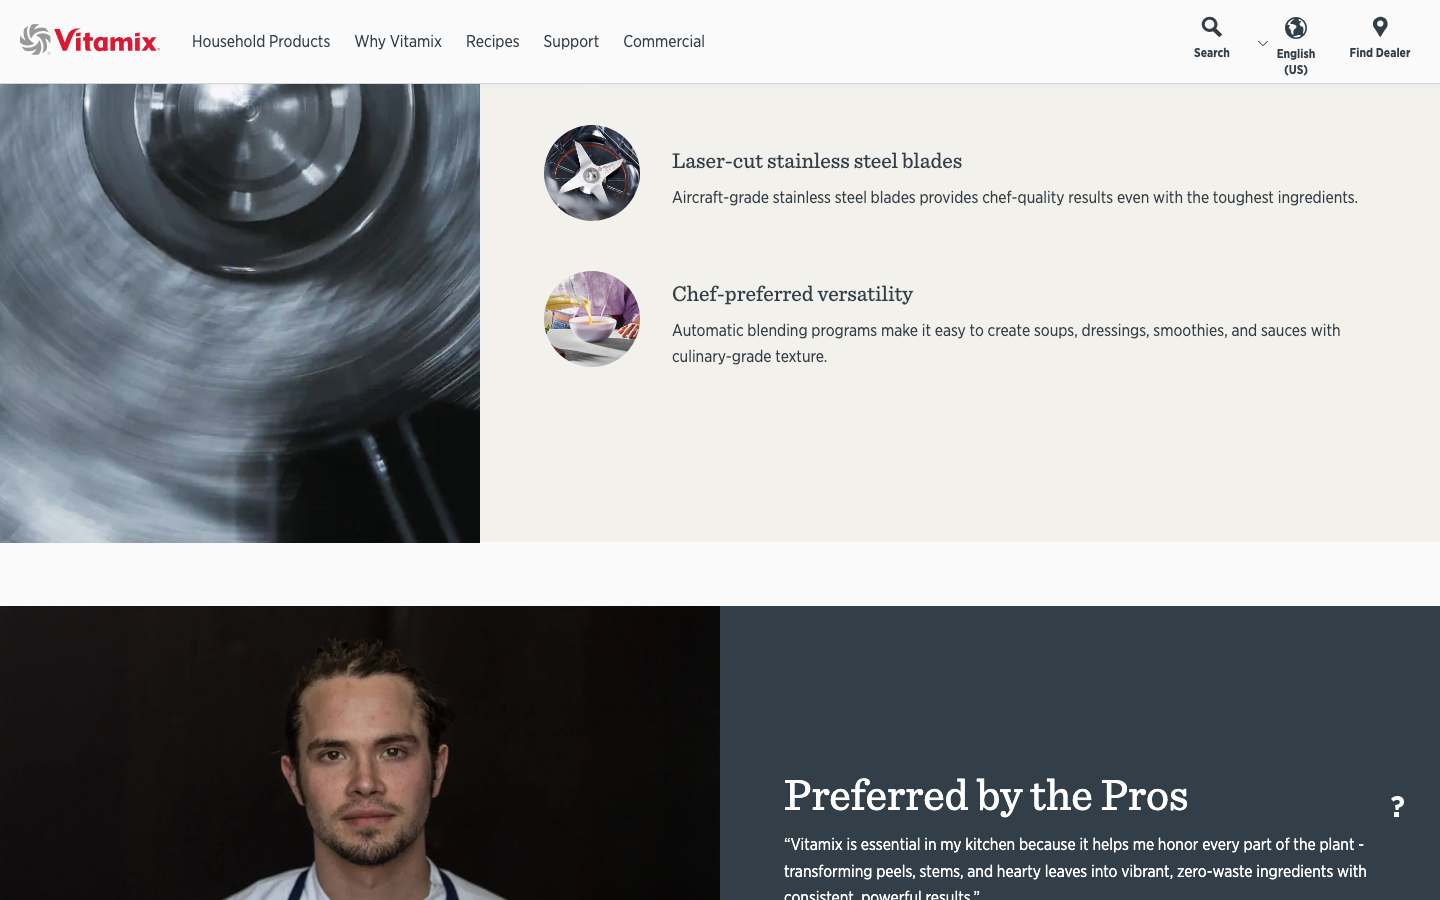 Vitamix
Household Products
Why Vitamix
Recipes
Support
Commercial
Search
English
(US)
Find Dealer
Laser-cut stainless steel blades
Aircraft-grade stainless steel blades provides chef-quality results even with the toughest ingredients.
Chef-preferred versatility
Automatic blending programs make it easy to create soups, dressings, smoothies, and sauces with
culinary-grade texture.
Preferred by the Pros
?
“Vitamix is essential in my kitchen because it helps me honor every part of the plant -
transforming peels, stems, and hearty leaves into vibrant, zero-waste ingredients with
consistent, powerful results.”